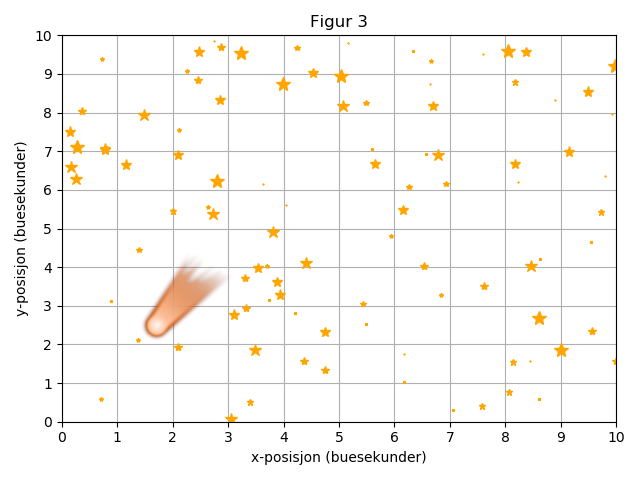 Figur 3
10
9
8
7
6
5
4
3
2
1
0
y-posisjon (buesekunder)
0 1 2 3 4 5 6 7 8 9 10
x-posisjon (buesekunder)